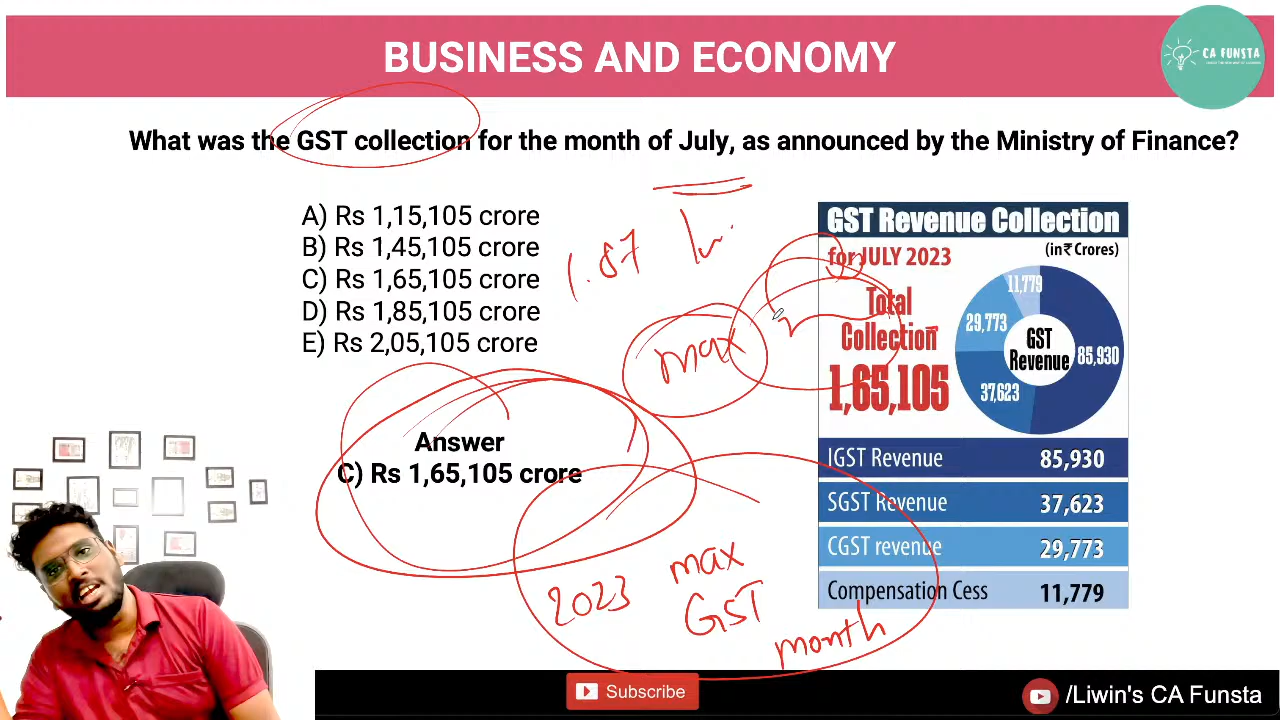 BUSINESS AND ECONOMY
CA FUNSTA
What was the GST collection for the month of July, as announced by the Ministry of Finance?
A) Rs 1,15,105 crore
B) Rs 1,45,105 crore
C) Rs 1,65,105 crore
D) Rs 1,85,105 crore
E) Rs 2,05,105 crore
1.87
max
Answer
C) Rs 1,65,105 crore
2023 max
GST
month
GST Revenue Collection
for JULY 2023
(in ₹ Crores)
Total
Collection
1,65,105
11,779
29,773
37,623
85,930
GST
Revenue
IGST Revenue 85,930
SGST Revenue 37,623
CGST revenue 29,773
Compensation Cess 11,779
Subscribe
/Liwin's CA Funsta